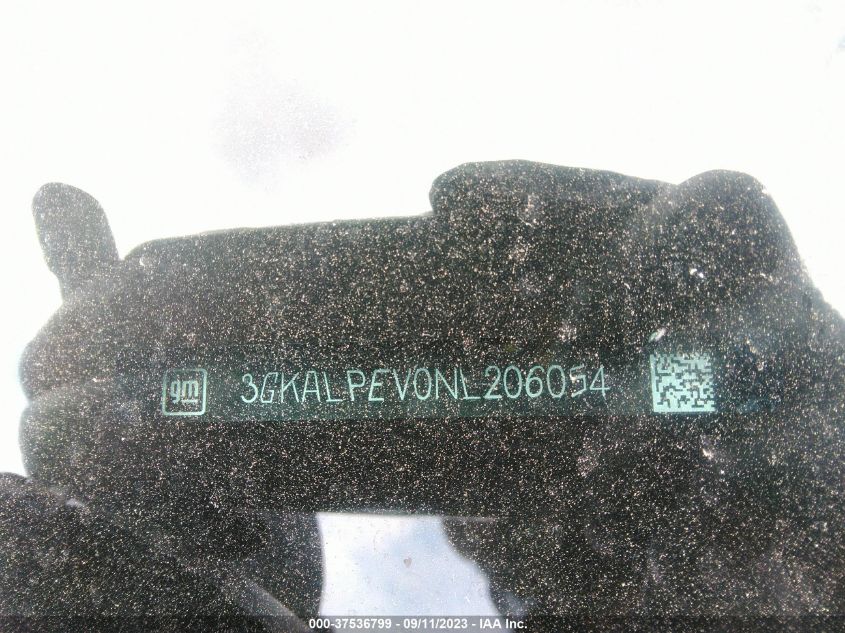 gm 3GKALPEV0NL206054
000-37536799 - 09/11/2023 - IAA Inc.